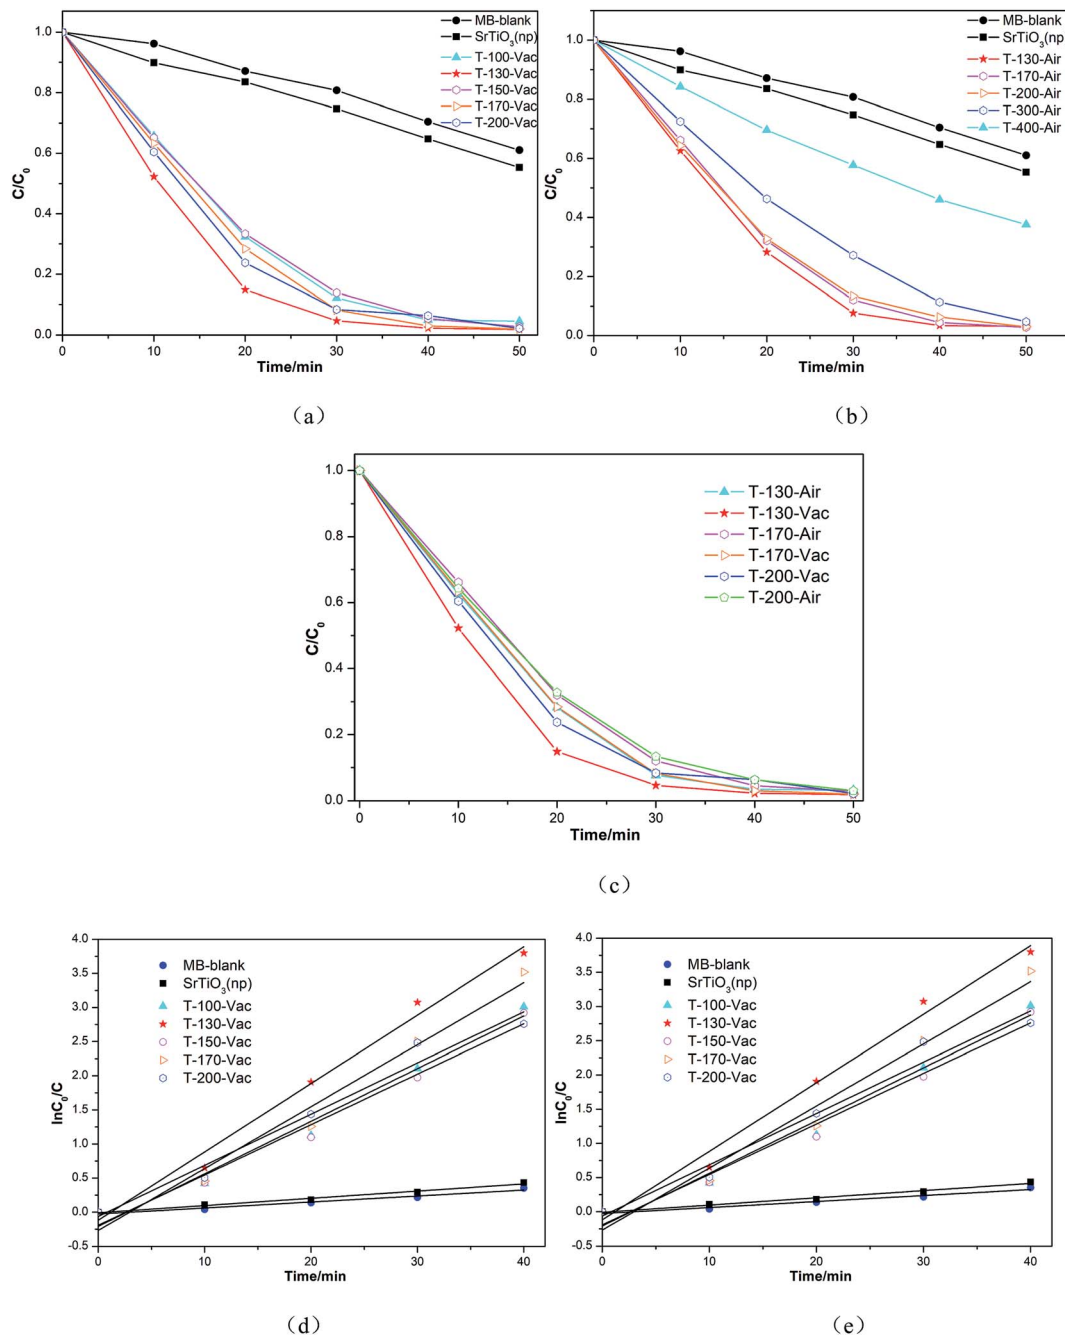 MB-blank
SrTiO3(np)
T-100-Vac
T-130-Vac
T-150-Vac
T-170-Vac
T-200-Vac
1.0
0.8
0.6
0.4
0.2
0.0
C/C0
0 10 20 30 40 50
Time/min
(a)
MB-blank
SrTiO3(np)
T-130-Air
T-170-Air
T-200-Air
T-300-Air
T-400-Air
1.0
0.8
0.6
0.4
0.2
0.0
C/C0
0 10 20 30 40 50
Time/min
(b)
T-130-Air
T-130-Vac
T-170-Air
T-170-Vac
T-200-Vac
T-200-Air
1.0
0.8
0.6
0.4
0.2
0.0
C/C0
0 10 20 30 40 50
Time/min
(c)
MB-blank
SrTiO3(np)
T-100-Vac
T-130-Vac
T-150-Vac
T-170-Vac
T-200-Vac
4.0
3.5
3.0
2.5
2.0
1.5
1.0
0.5
0.0
-0.5
lnC0/C
0 10 20 30 40
Time/min
(d)
MB-blank
SrTiO3(np)
T-100-Vac
T-130-Vac
T-150-Vac
T-170-Vac
T-200-Vac
4.0
3.5
3.0
2.5
2.0
1.5
1.0
0.5
0.0
-0.5
lnC0/C
0 10 20 30 40
Time/min
(e)